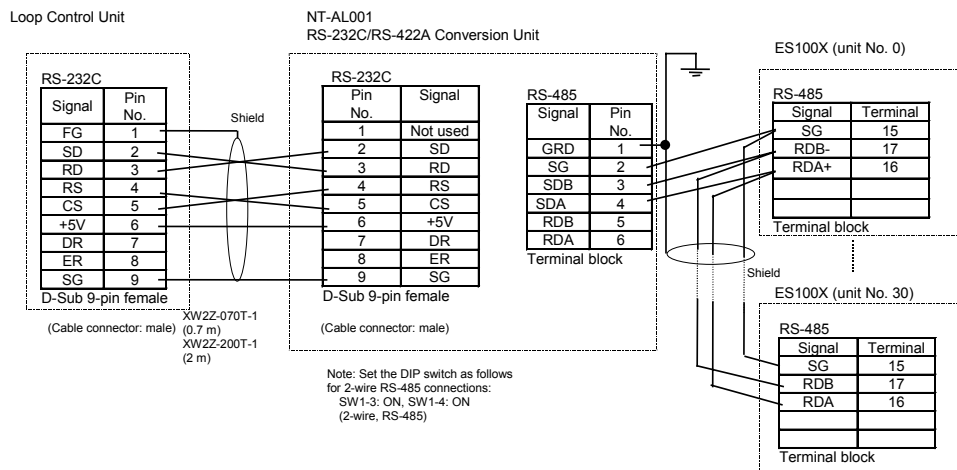 Loop Control Unit
NT-AL001
RS-232C/RS-422A Conversion Unit
RS-232C
Signal Pin No.
FG 1
SD 2
RD 3
RS 4
CS 5
+5V 6
DR 7
ER 8
SG 9
D-Sub 9-pin female
(Cable connector: male)
Shield
XW2Z-070T-1
(0.7 m)
XW2Z-200T-1
(2 m)
RS-232C
Pin No. Signal
1 Not used
2 SD
3 RD
4 RS
5 CS
6 +5V
7 DR
8 ER
9 SG
D-Sub 9-pin female
(Cable connector: male)
RS-485
Signal Pin No.
GRD 1
SG 2
SDB 3
SDA 4
RDB 5
RDA 6
Terminal block
Note: Set the DIP switch as follows
for 2-wire RS-485 connections:
SW1-3: ON, SW1-4: ON
(2-wire, RS-485)
ES100X (unit No. 0)
RS-485
Signal Terminal
SG 15
RDB- 17
RDA+ 16
Terminal block
Shield
ES100X (unit No. 30)
RS-485
Signal Terminal
SG 15
RDB 17
RDA 16
Terminal block